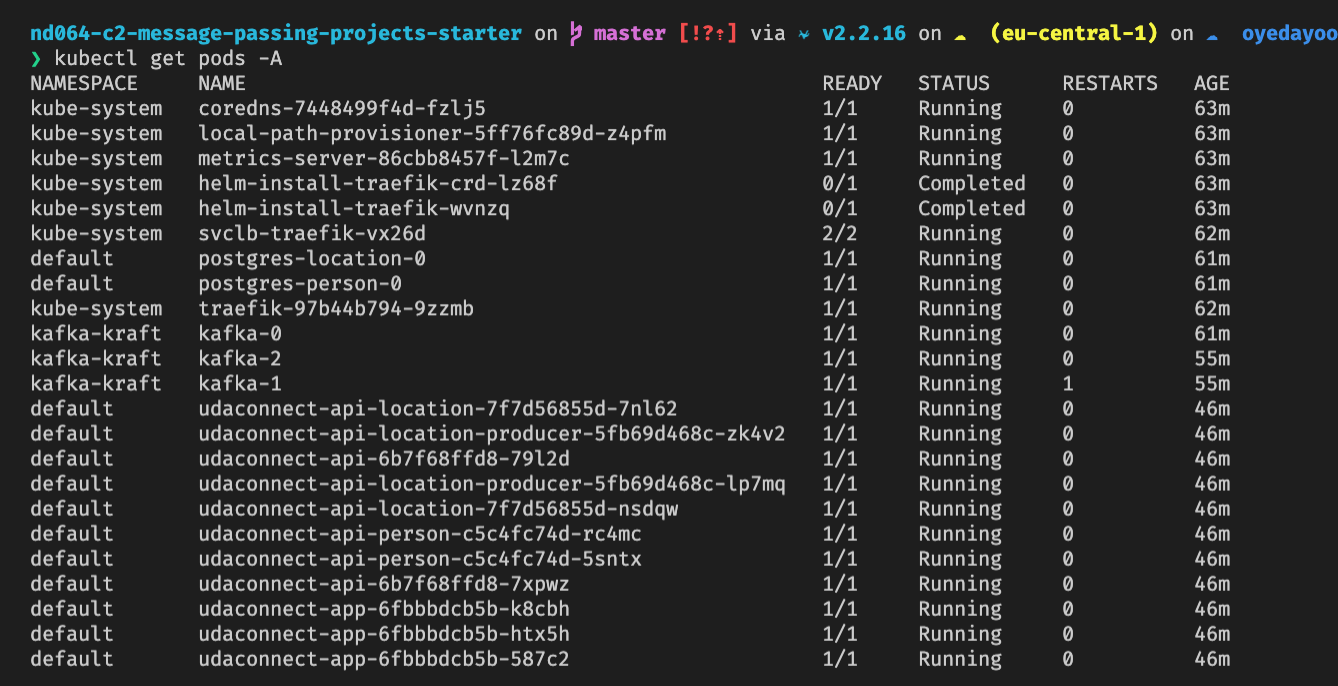 nd064-c2-message-passing-projects-starter on master [!?⇡] via v2.2.16 on ☁ (eu-central-1) on ☁ oyedayoo
❯ kubectl get pods -A
NAMESPACE NAME READY STATUS RESTARTS AGE
kube-system coredns-7448499f4d-fzlj5 1/1 Running 0 63m
kube-system local-path-provisioner-5ff76fc89d-z4pfm 1/1 Running 0 63m
kube-system metrics-server-86cbb8457f-l2m7c 1/1 Running 0 63m
kube-system helm-install-traefik-crd-lz68f 0/1 Completed 0 63m
kube-system helm-install-traefik-wvnzq 0/1 Completed 0 63m
kube-system svclb-traefik-vx26d 2/2 Running 0 62m
default postgres-location-0 1/1 Running 0 61m
default postgres-person-0 1/1 Running 0 61m
kube-system traefik-97b44b794-9zzmb 1/1 Running 0 62m
kafka-kraft kafka-0 1/1 Running 0 61m
kafka-kraft kafka-2 1/1 Running 0 55m
kafka-kraft kafka-1 1/1 Running 1 55m
default udaconnect-api-location-7f7d56855d-7nl62 1/1 Running 0 46m
default udaconnect-api-location-producer-5fb69d468c-zk4v2 1/1 Running 0 46m
default udaconnect-api-6b7f68ffd8-79l2d 1/1 Running 0 46m
default udaconnect-api-location-producer-5fb69d468c-lp7mq 1/1 Running 0 46m
default udaconnect-api-location-7f7d56855d-nsdqw 1/1 Running 0 46m
default udaconnect-api-person-c5c4fc74d-rc4mc 1/1 Running 0 46m
default udaconnect-api-person-c5c4fc74d-5sntx 1/1 Running 0 46m
default udaconnect-api-6b7f68ffd8-7xpwz 1/1 Running 0 46m
default udaconnect-app-6fbbbdcb5b-k8cbh 1/1 Running 0 46m
default udaconnect-app-6fbbbdcb5b-htx5h 1/1 Running 0 46m
default udaconnect-app-6fbbbdcb5b-587c2 1/1 Running 0 46m